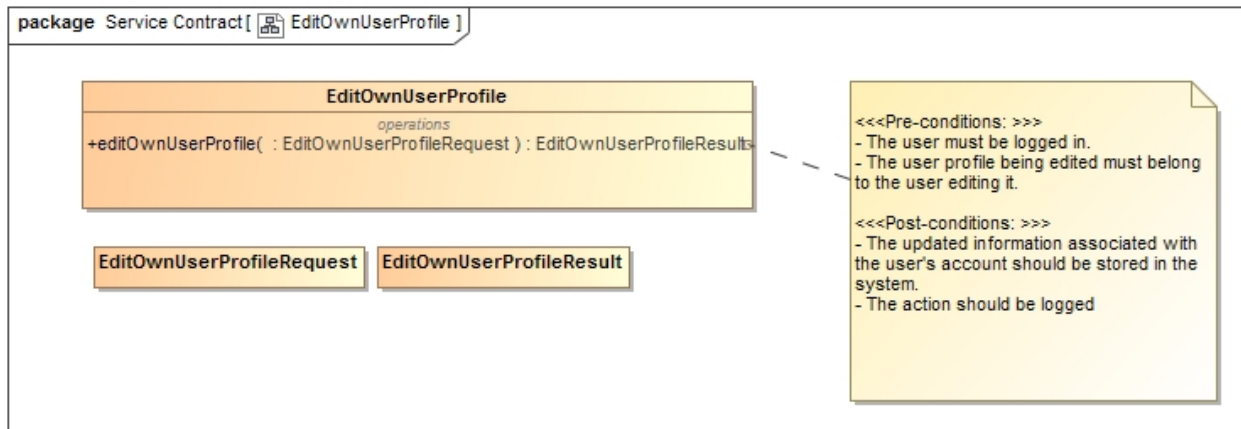 package Service Contract [ EditOwnUserProfile ]
EditOwnUserProfile
operations
+editOwnUserProfile( : EditOwnUserProfileRequest ) : EditOwnUserProfileResult
EditOwnUserProfileRequest
EditOwnUserProfileResult
<<<Pre-conditions: >>>
- The user must be logged in.
- The user profile being edited must belong
to the user editing it.
<<<Post-conditions: >>>
- The updated information associated with
the user's account should be stored in the
system.
- The action should be logged